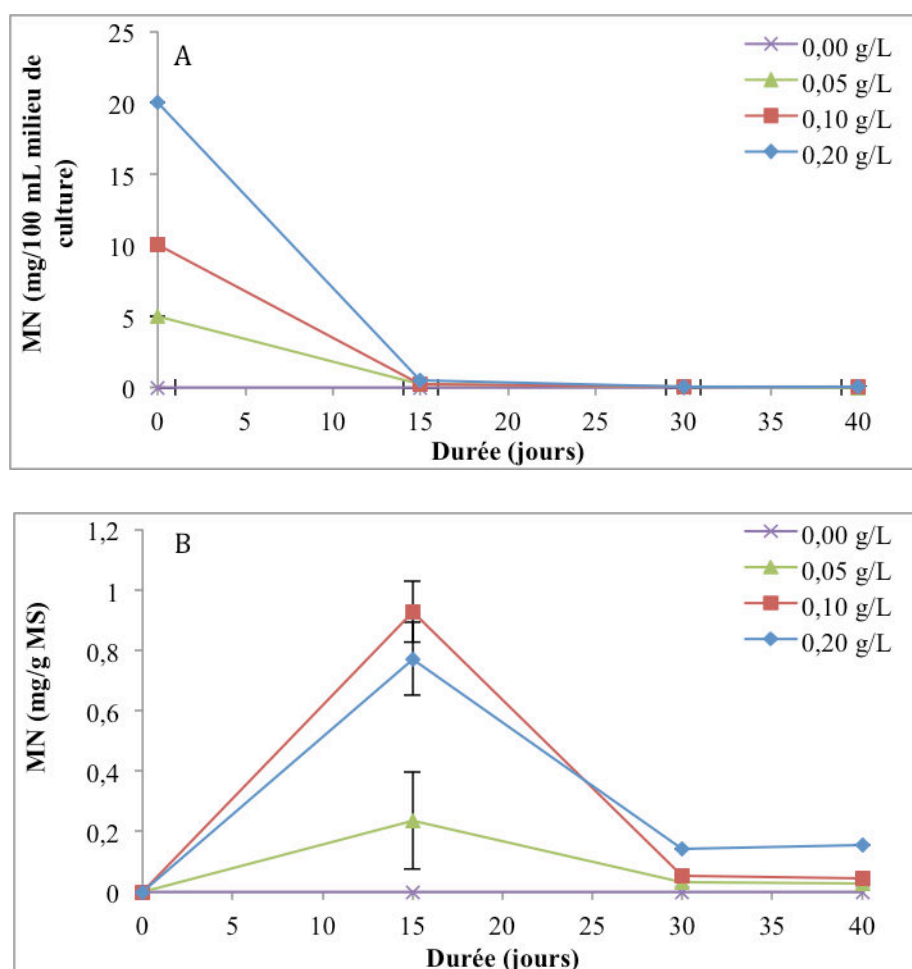 A
MN (mg/100 mL milieu de
culture)
25
20
15
10
5
0
0 5 10 15 20 25 30 35 40
Durée (jours)
0,00 g/L
0,05 g/L
0,10 g/L
0,20 g/L
B
MN (mg/g MS)
1,2
1
0,8
0,6
0,4
0,2
0
0 5 10 15 20 25 30 35 40
Durée (jours)
0,00 g/L
0,05 g/L
0,10 g/L
0,20 g/L